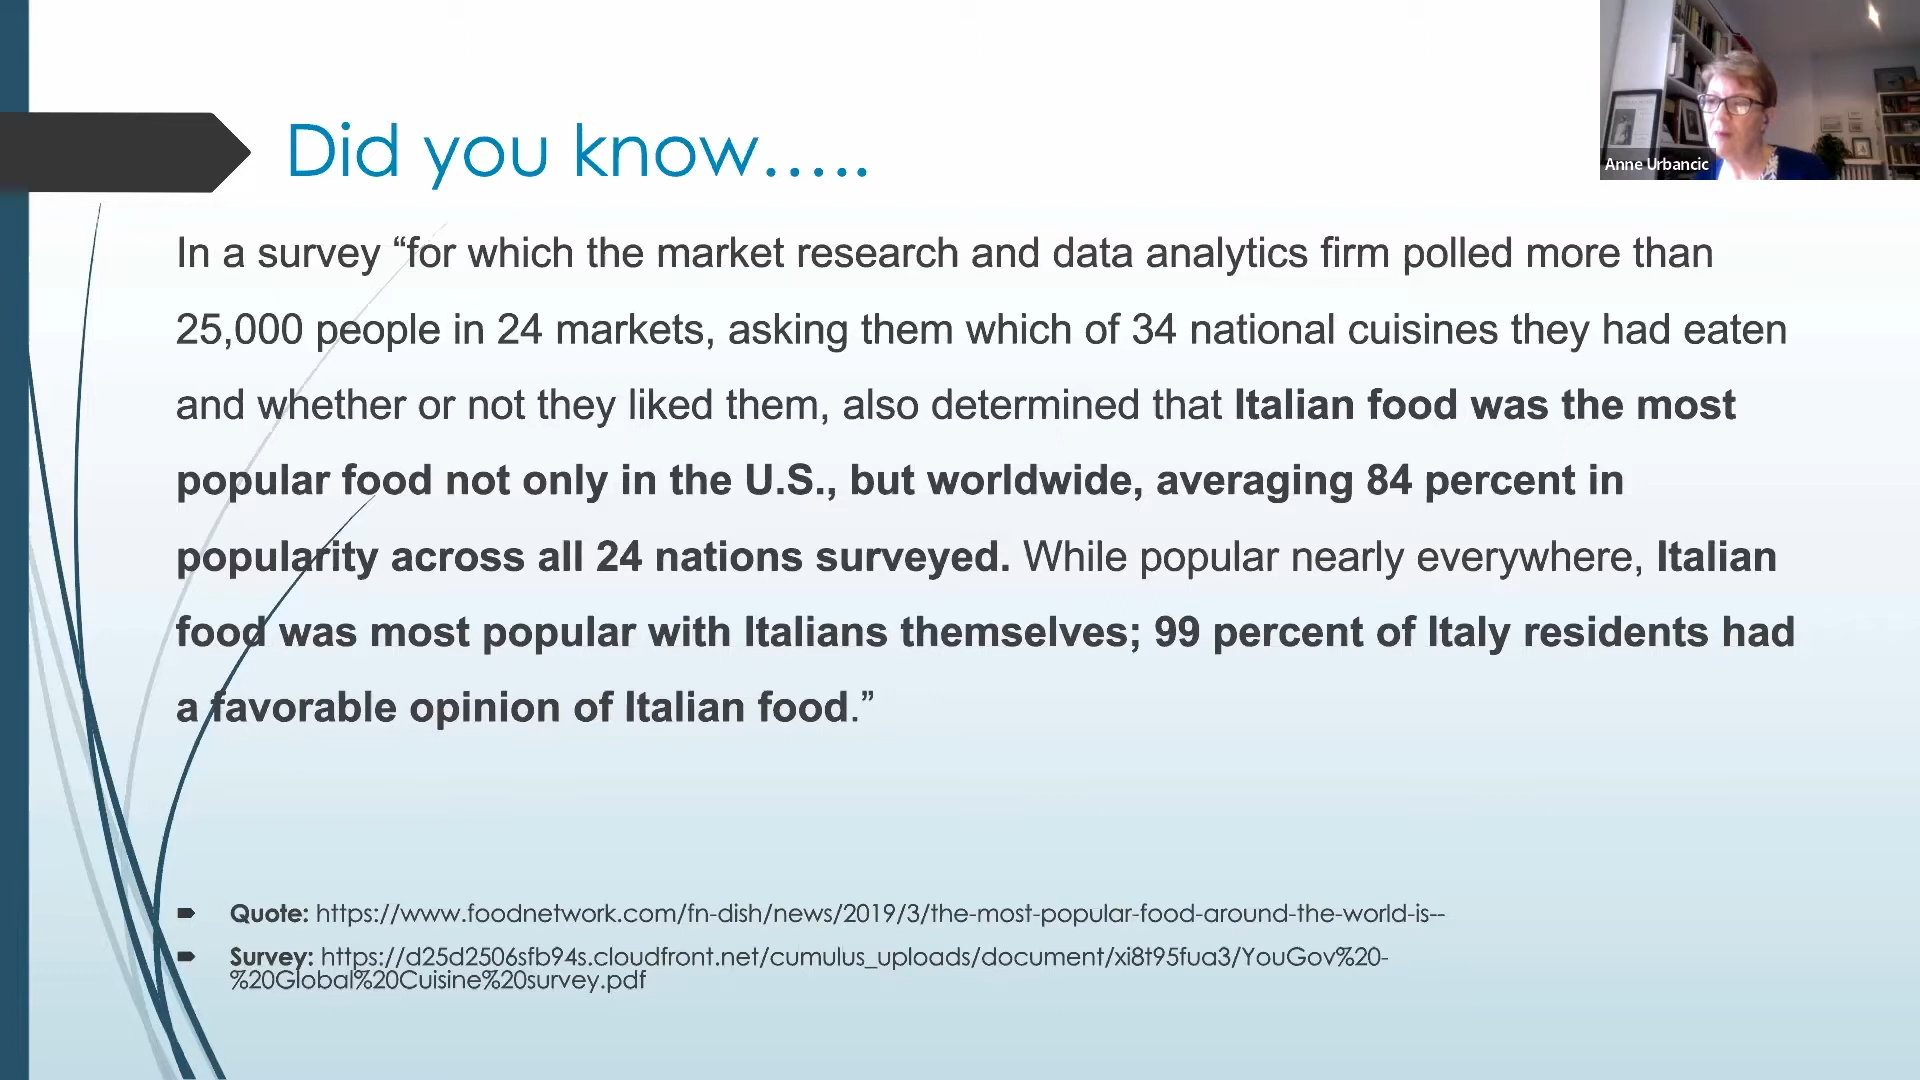 Did you know…..
Anne Urbancic
In a survey “for which the market research and data analytics firm polled more than
25,000 people in 24 markets, asking them which of 34 national cuisines they had eaten
and whether or not they liked them, also determined that Italian food was the most
popular food not only in the U.S., but worldwide, averaging 84 percent in
popularity across all 24 nations surveyed. While popular nearly everywhere, Italian
food was most popular with Italians themselves; 99 percent of Italy residents had
a favorable opinion of Italian food.”
Quote: https://www.foodnetwork.com/fn-dish/news/2019/3/the-most-popular-food-around-the-world-is--
Survey: https://d25d2506sfb94s.cloudfront.net/cumulus_uploads/document/xi8t95fua3/YouGov%20-
%20Global%20Cuisine%20survey.pdf